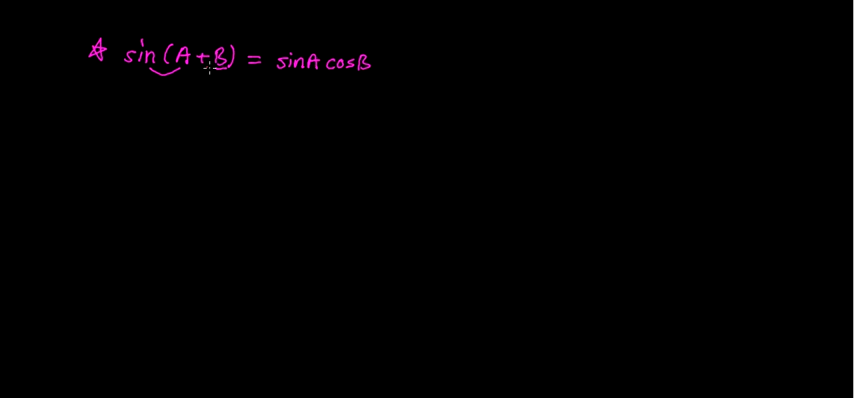 ☆ sin(A+B) = sinA cosB